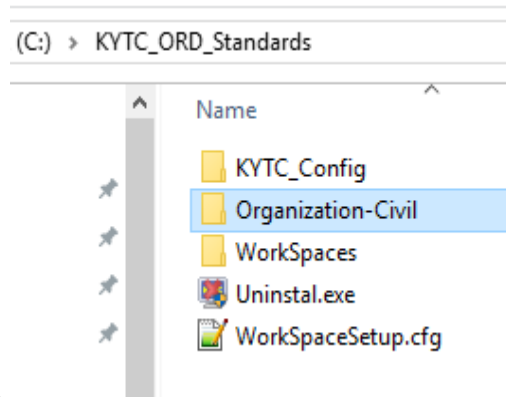 (C:) > KYTC_ORD_Standards
Name
KYTC_Config
Organization-Civil
WorkSpaces
Uninstal.exe
WorkSpaceSetup.cfg